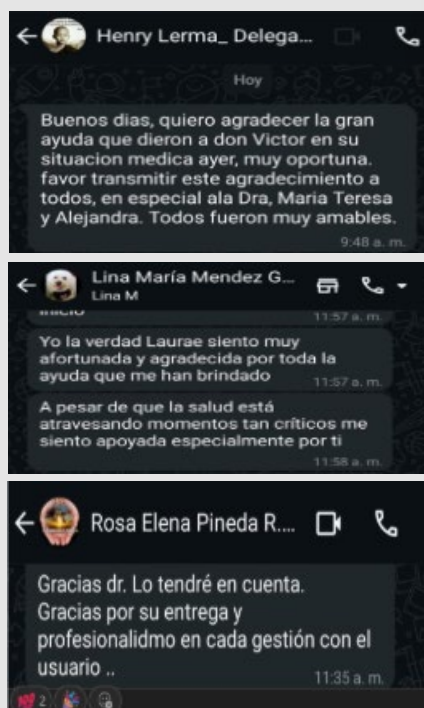 Henry Lerma_ Delega...
Hoy
Buenos dias, quiero agradecer la gran
ayuda que dieron a don Victor en su
situacion medica ayer, muy oportuna.
favor transmitir este agradecimiento a
todos, en especial ala Dra, Maria Teresa
y Alejandra. Todos fueron muy amables.
9:48 a. m.
Lina María Mendez G...
Lina M
11:57 a. m.
Yo la verdad Laurae siento muy
afortunada y agradecida por toda la
ayuda que me han brindado
11:57 a. m.
A pesar de que la salud está
atravesando momentos tan críticos me
siento apoyada especialmente por ti
11:58 a. m.
Rosa Elena Pineda R....
Gracias dr. Lo tendré en cuenta.
Gracias por su entrega y
profesionalidmo en cada gestión con el
usuario ..
11:35 a. m.
2